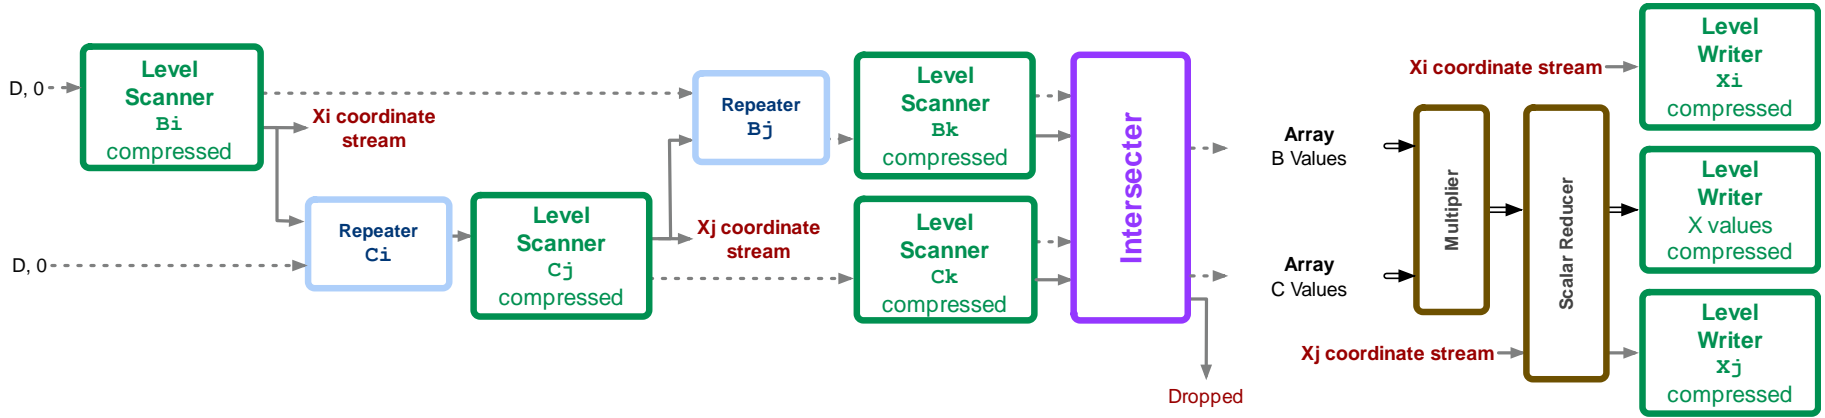 D, 0
Level
Scanner
Bi
compressed
Xi coordinate
stream
D, 0
Repeater
Ci
Level
Scanner
Cj
compressed
Xj coordinate
stream
Repeater
Bj
Level
Scanner
Bk
compressed
Level
Scanner
Ck
compressed
Intersecter
Dropped
Array
B Values
Array
C Values
Multiplier
Xj coordinate stream
Scalar Reducer
Xi coordinate stream
Level
Writer
Xi
compressed
Level
Writer
X values
compressed
Level
Writer
Xj
compressed